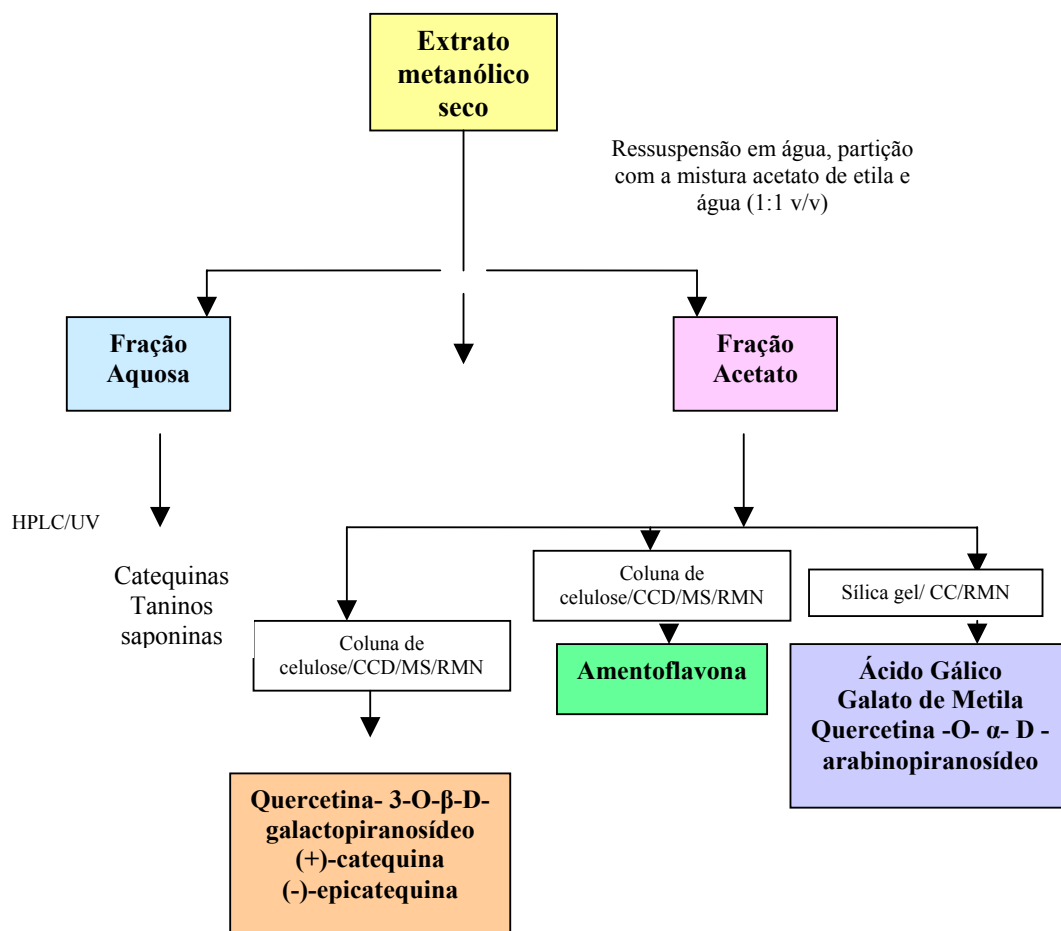 Extrato
metanólico
seco
Ressuspensão em água, partição
com a mistura acetato de etila e
água (1:1 v/v)
Fração
Aquosa
Fração
Acetato
HPLC/UV
Catequinas
Taninos
saponinas
Coluna de
celulose/CCD/MS/RMN
Coluna de
celulose/CCD/MS/RMN
Sílica gel/ CC/RMN
Amentoflavona
Ácido Gálico
Galato de Metila
Quercetina -O- α- D -
arabinopiranosídeo
Quercetina- 3-O-β-D-
galactopiranosídeo
(+)-catequina
(-)-epicatequina